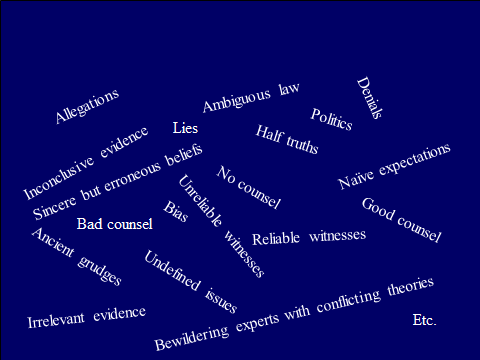 Allegations
Ambiguous law
Denials
Lies
Politics
Half truths
Inconclusive evidence
Sincere but erroneous beliefs
Naïve expectations
No counsel
Unreliable witnesses
Bias
Bad counsel
Good counsel
Ancient grudges
Reliable witnesses
Undefined issues
Irrelevant evidence
Bewildering experts with conflicting theories
Etc.